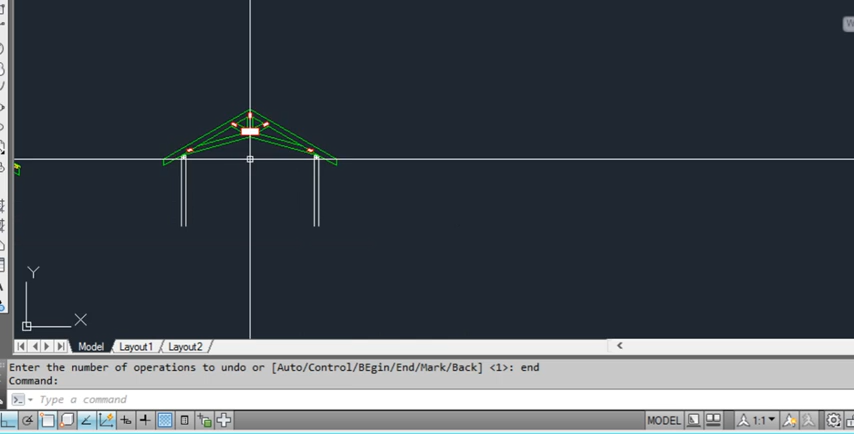 W
Y
X
Model Layout1 Layout2
Enter the number of operations to undo or [Auto/Control/BEgin/End/Mark/Back] <1>: end
Command:
Type a command
MODEL 1:1